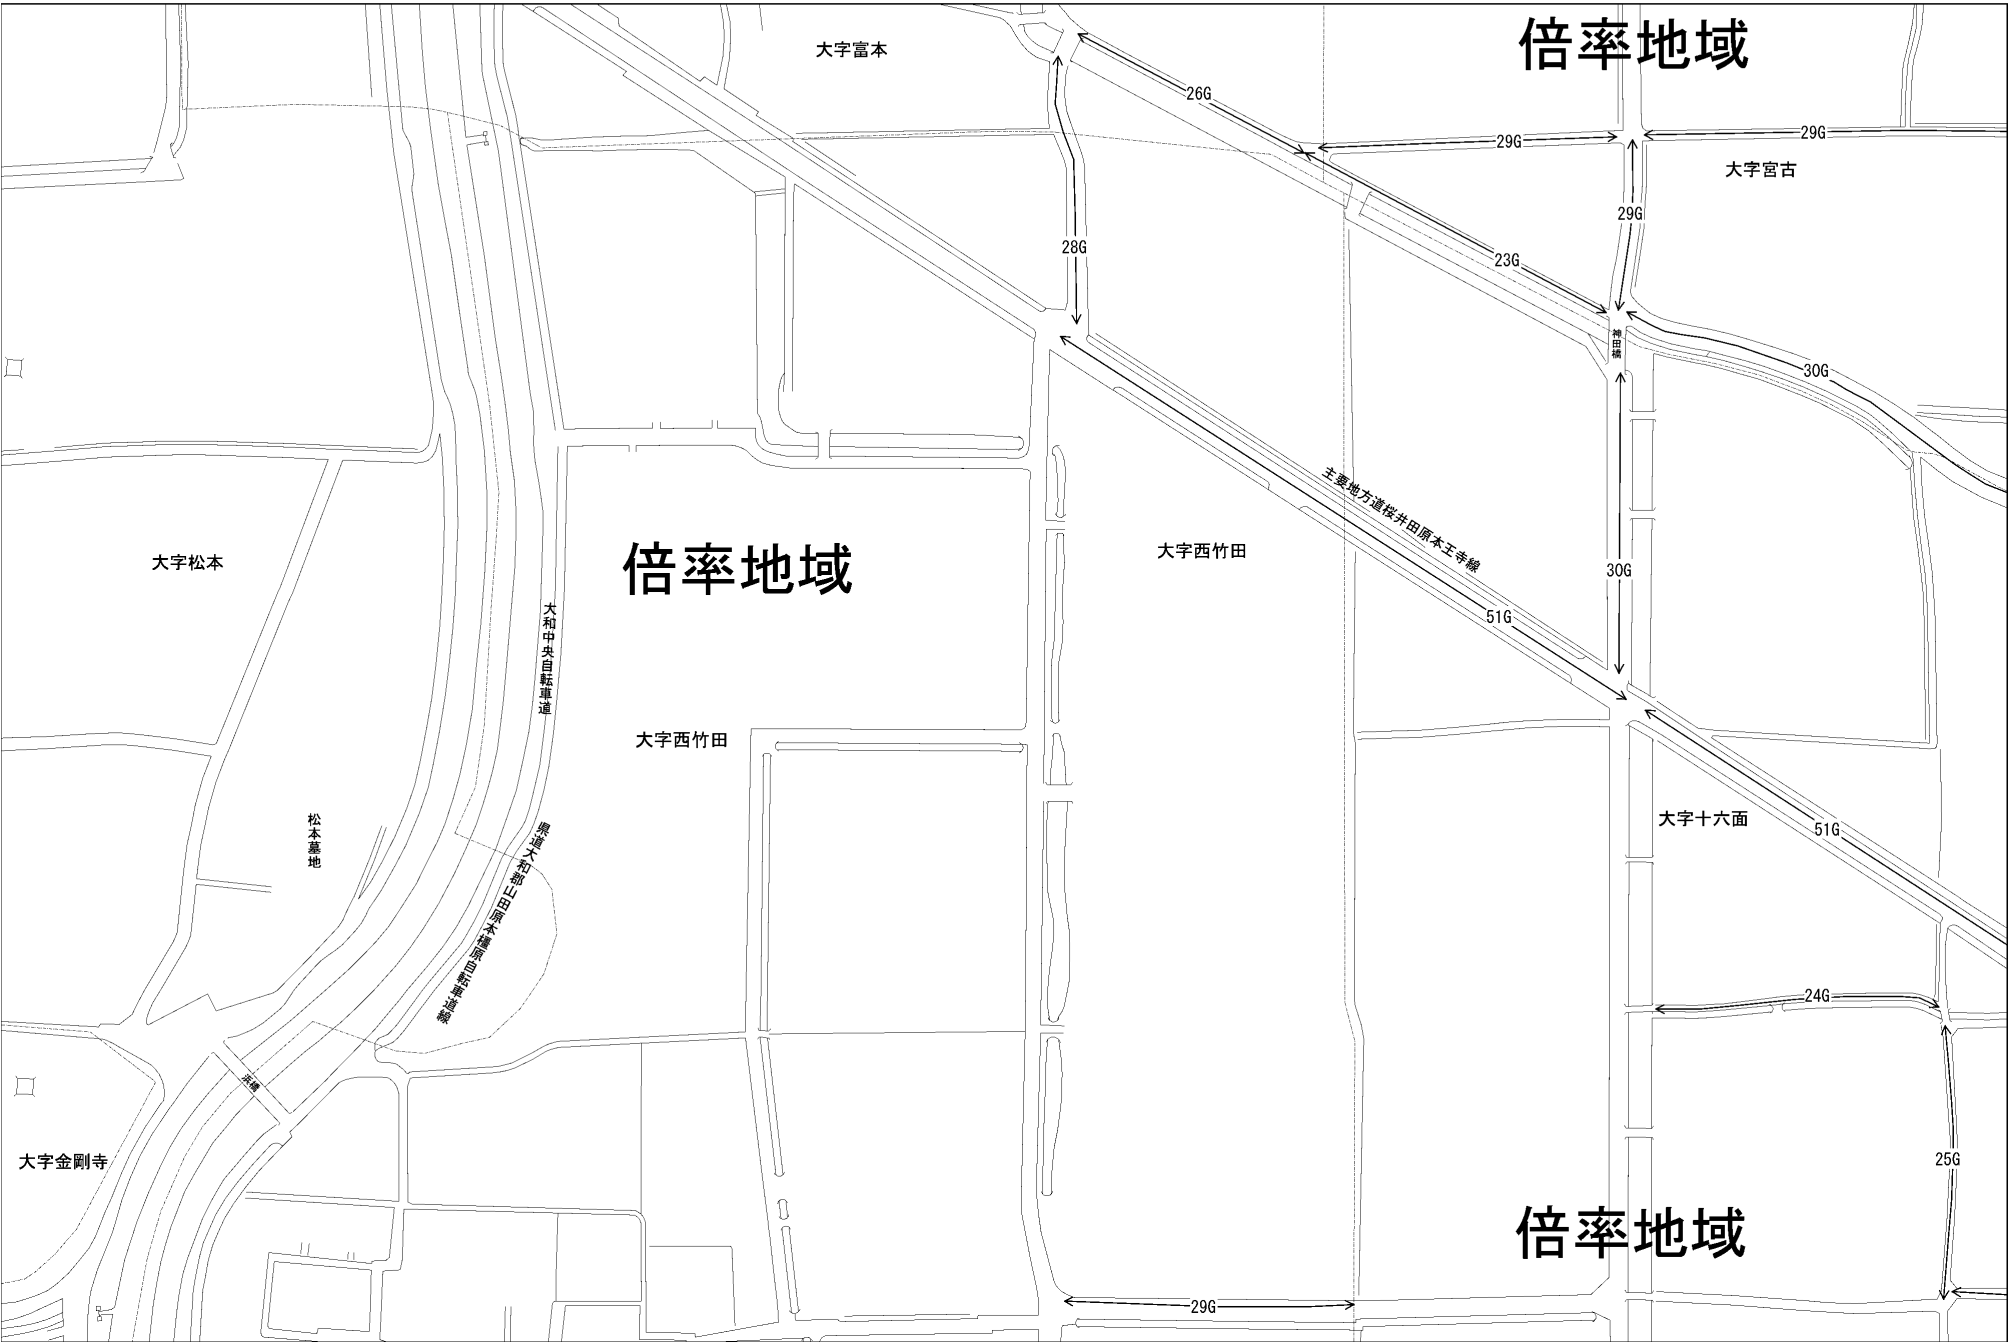 倍率地域
大字富本
26G
29G
29G
大字宮古
29G
28G
23G
神田橋
30G
主要地方道桜井田原本王寺線
大字西竹田
大字松本
倍率地域
30G
大和中央自転車道
51G
大字西竹田
松本墓地
県道大和郡山田原本橿原自転車道線
大字十六面
51G
24G
浜橋
大字金剛寺
25G
倍率地域
29G